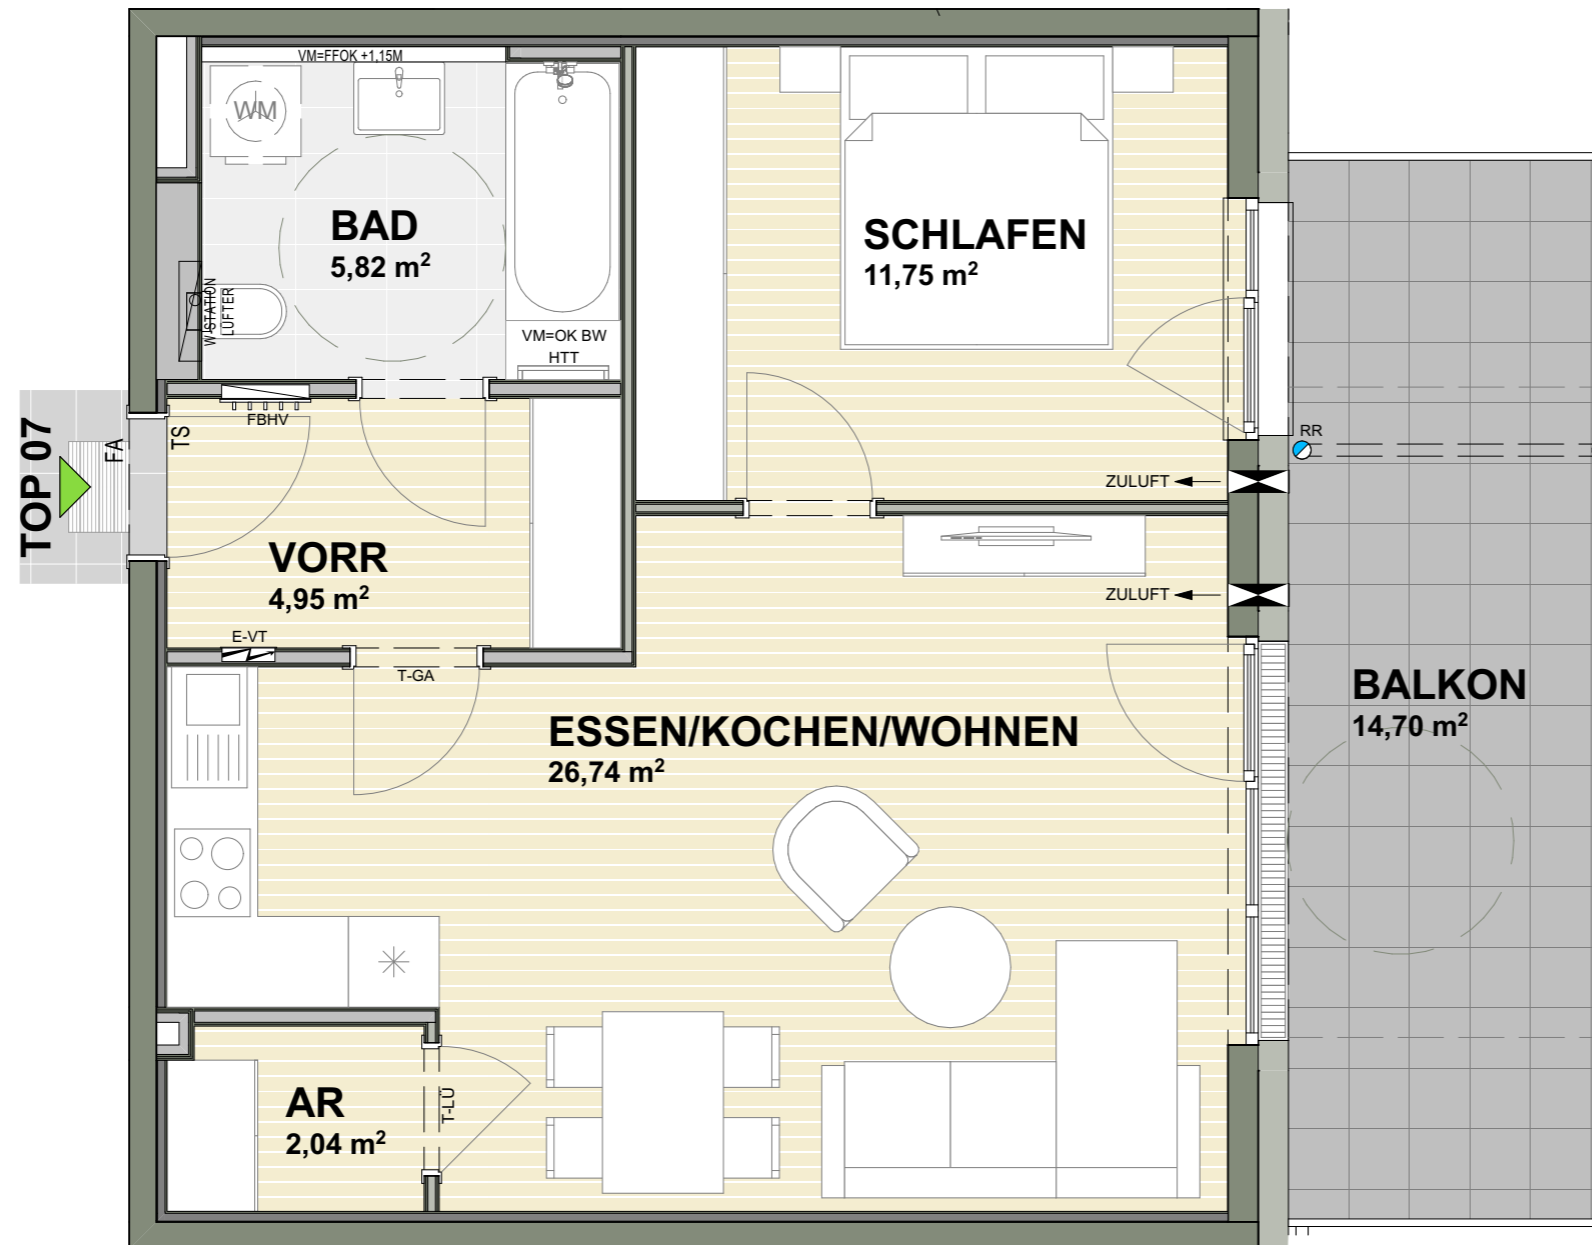 VM=FFOK +1,15M
WM
BAD
5,82 m²
SCHLAFEN
11,75 m²
W-STATION
LÜFTER
VM=OK BW
HTT
TOP 07
FA
TS
FBHV
RR
ZULUFT
VORR
4,95 m²
ZULUFT
E-VT
T-GA
BALKON
14,70 m²
ESSEN/KOCHEN/WOHNEN
26,74 m²
AR
2,04 m²
T-LÜ